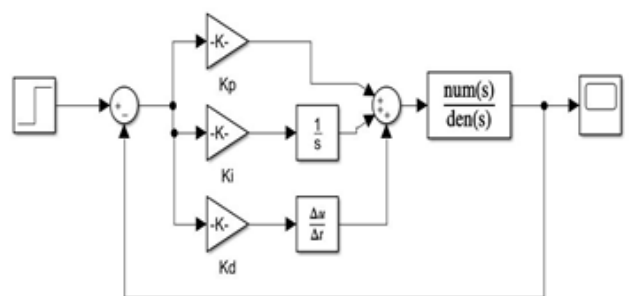 -K-
Kp
-K-
1
s
Ki
-K-
Δu
Δt
Kd
num(s)
den(s)
+
−
+
+
+